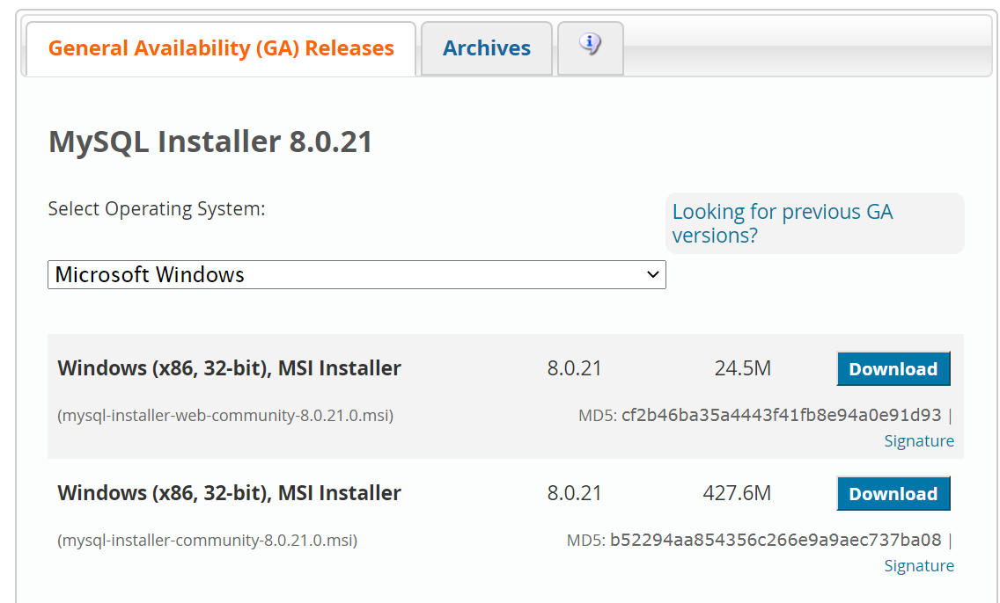 General Availability (GA) Releases
Archives
MySQL Installer 8.0.21
Select Operating System:
Looking for previous GA
versions?
Microsoft Windows
Windows (x86, 32-bit), MSI Installer 8.0.21 24.5M Download
(mysql-installer-web-community-8.0.21.0.msi) MD5: cf2b46ba35a4443f41fb8e94a0e91d93 |
Signature
Windows (x86, 32-bit), MSI Installer 8.0.21 427.6M Download
(mysql-installer-community-8.0.21.0.msi) MD5: b52294aa854356c266e9a9aec737ba08 |
Signature